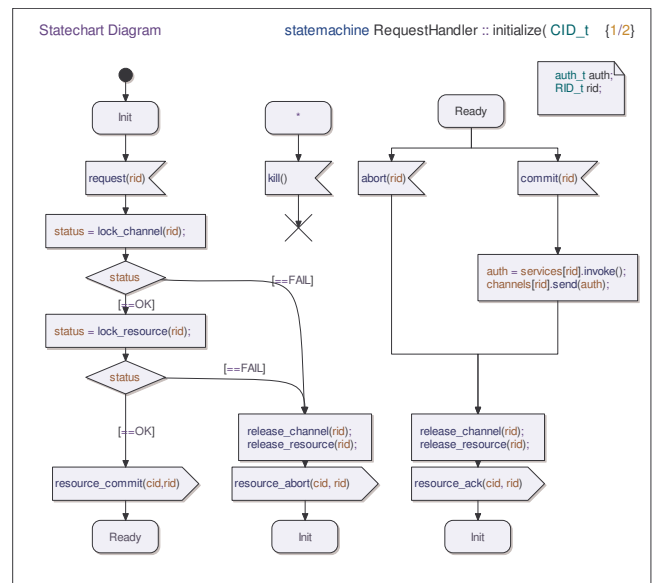 Statechart Diagram
statemachine RequestHandler :: initialize( CID_t {1/2}
auth_t auth;
RID_t rid;
Init
*
Ready
request(rid)
kill()
abort(rid)
commit(rid)
status = lock_channel(rid);
status
[==FAIL]
[==OK]
auth = services[rid].invoke();
channels[rid].send(auth);
status = lock_resource(rid);
status
[==FAIL]
[==OK]
release_channel(rid);
release_resource(rid);
release_channel(rid);
release_resource(rid);
resource_commit(cid,rid)
resource_abort(cid, rid)
resource_ack(cid, rid)
Ready
Init
Init